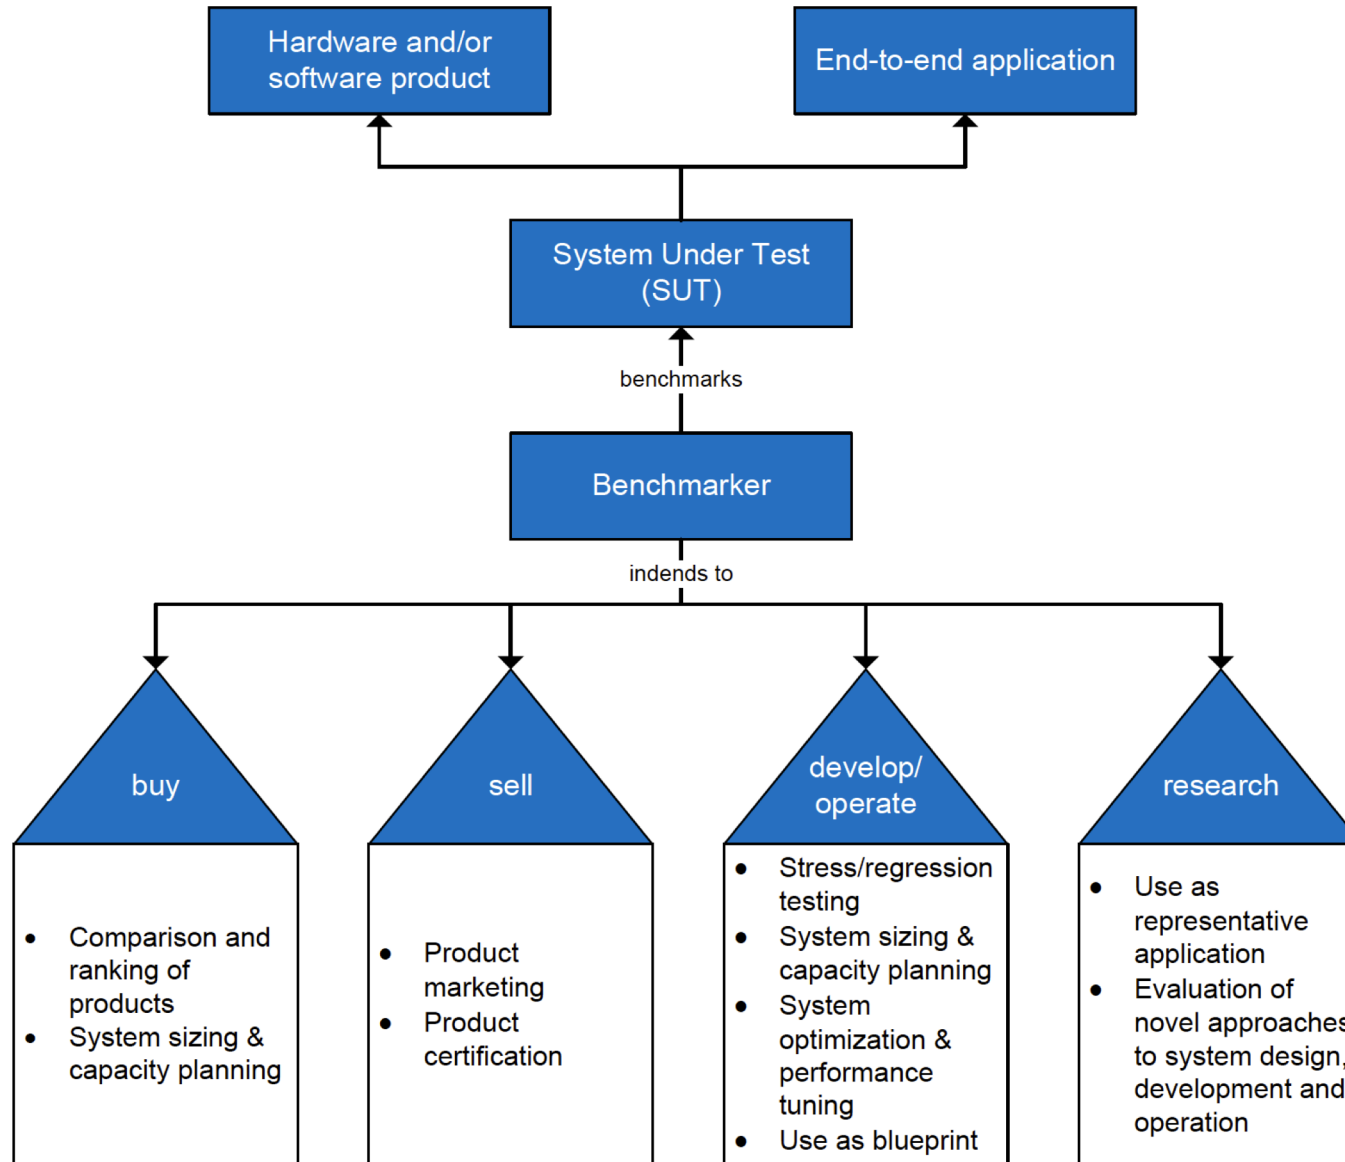 Hardware and/or
software product
End-to-end application
System Under Test
(SUT)
benchmarks
Benchmarker
indends to
buy
sell
develop/
operate
research
● Comparison and
ranking of
products
● System sizing &
capacity planning
● Product
marketing
● Product
certification
● Stress/regression
testing
● System sizing &
capacity planning
● System
optimization &
performance
tuning
● Use as blueprint
● Use as
representative
application
● Evaluation of
novel approaches
to system design,
development and
operation